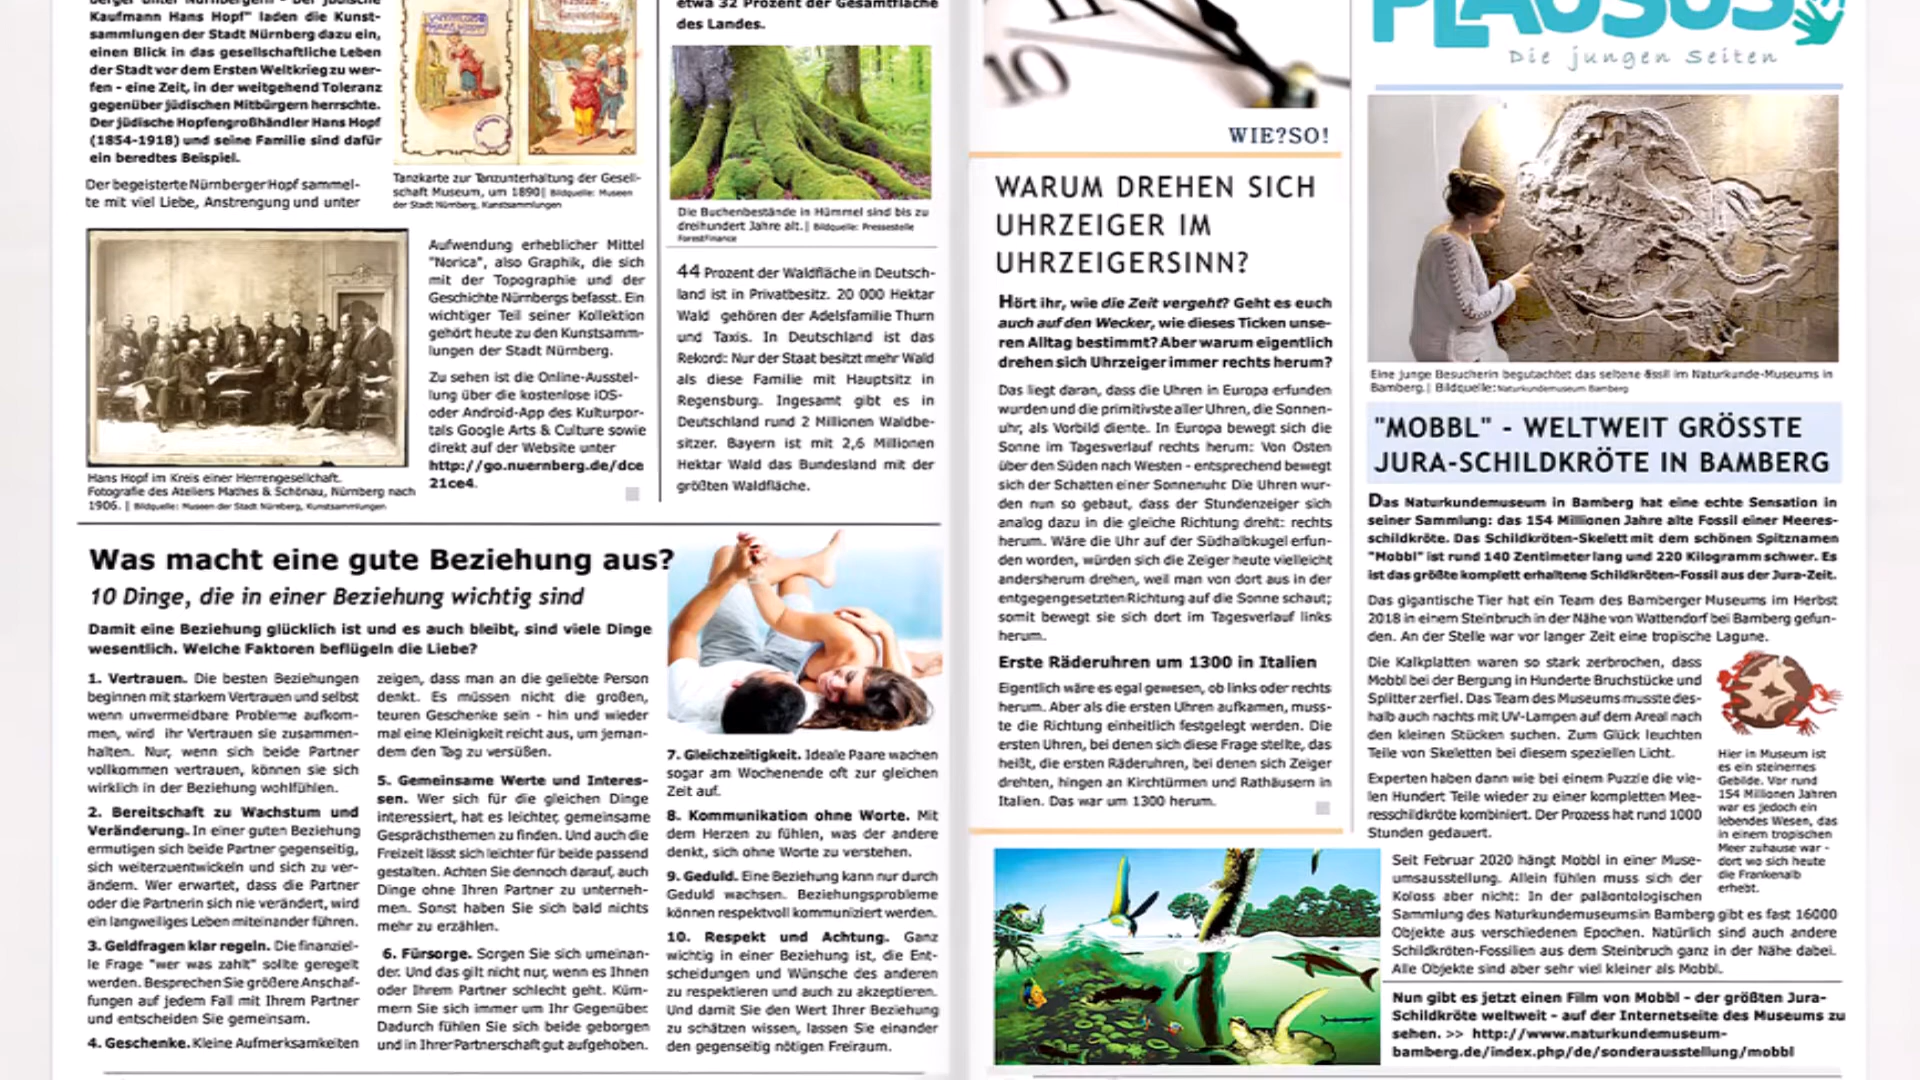 berger unter Nürnbergern - Der jüdische
Kaufmann Hans Hopf" laden die Kunst-
sammlungen der Stadt Nürnberg dazu ein,
einen Blick in das gesellschaftliche Leben
der Stadt vor dem Ersten Weltkrieg zu wer-
fen - eine Zeit, in der weitgehend Toleranz
gegenüber jüdischen Mitbürgern herrschte.
Der jüdische Hopfengroßhändler Hans Hopf
(1854-1918) und seine Familie sind dafür
ein beredtes Beispiel.
Der begeisterte Nürnberger Hopf sammel-
te mit viel Liebe, Anstrengung und unter
Hans Hopf im Kreis einer Herrengesellschaft.
Fotografie des Ateliers Mathes & Schönau, Nürnberg nach
1906. | Bildquelle: Museen der Stadt Nürnberg, Kunstsammlungen
Tanzkarte zur Tanzunterhaltung der Gesell-
schaft Museum, um 1890| Bildquelle: Museen
der Stadt Nürnberg, Kunstsammlungen
Aufwendung erheblicher Mittel
"Norica", also Graphik, die sich
mit der Topographie und der
Geschichte Nürnbergs befasst. Ein
wichtiger Teil seiner Kollektion
gehört heute zu den Kunstsamm-
lungen der Stadt Nürnberg.
Zu sehen ist die Online-Ausstel-
lung über die kostenlose iOS-
oder Android-App des Kulturpor-
tals Google Arts & Culture sowie
direkt auf der Website unter
http://go.nuernberg.de/dce
21ce4.
etwa 32 Prozent der Gesamtfläche
des Landes.
Die Buchenbestände in Hümmel sind bis zu
dreihundert Jahre alt.| Bildquelle: Pressestelle
ForestFinance
44 Prozent der Waldfläche in Deutsch-
land ist in Privatbesitz. 20 000 Hektar
Wald gehören der Adelsfamilie Thurn
und Taxis. In Deutschland ist das
Rekord: Nur der Staat besitzt mehr Wald
als diese Familie mit Hauptsitz in
Regensburg. Ingesamt gibt es in
Deutschland rund 2 Millionen Waldbe-
sitzer. Bayern ist mit 2,6 Millionen
Hektar Wald das Bundesland mit der
größten Waldfläche.
Was macht eine gute Beziehung aus?
10 Dinge, die in einer Beziehung wichtig sind
Damit eine Beziehung glücklich ist und es auch bleibt, sind viele Dinge
wesentlich. Welche Faktoren beflügeln die Liebe?
1. Vertrauen. Die besten Beziehungen
beginnen mit starkem Vertrauen und selbst
wenn unvermeidbare Probleme aufkom-
men, wird ihr Vertrauen sie zusammen-
halten. Nur, wenn sich beide Partner
vollkommen vertrauen, können sie sich
wirklich in der Beziehung wohlfühlen.
2. Bereitschaft zu Wachstum und
Veränderung. In einer guten Beziehung
ermutigen sich beide Partner gegenseitig,
sich weiterzuentwickeln und sich zu ver-
ändern. Wer erwartet, dass die Partner
oder die Partnerin sich nie verändert, wird
ein langweiliges Leben miteinander führen.
3. Geldfragen klar regeln. Die finanziel-
le Frage "wer was zahlt" sollte geregelt
werden. Besprechen Sie größere Anschaf-
fungen auf jedem Fall mit Ihrem Partner
und entscheiden Sie gemeinsam.
4. Geschenke. Kleine Aufmerksamkeiten
zeigen, dass man an die geliebte Person
denkt. Es müssen nicht die großen,
teuren Geschenke sein - hin und wieder
mal eine Kleinigkeit reicht aus, um jeman-
dem den Tag zu versüßen.
5. Gemeinsame Werte und Interes-
sen. Wer sich für die gleichen Dinge
interessiert, hat es leichter, gemeinsame
Gesprächsthemen zu finden. Und auch die
Freizeit lässt sich leichter für beide passend
gestalten. Achten Sie dennoch darauf, auch
Dinge ohne Ihren Partner zu unterneh-
men. Sonst haben Sie sich bald nichts
mehr zu erzählen.
6. Fürsorge. Sorgen Sie sich umeinan-
der. Und das gilt nicht nur, wenn es Ihnen
oder Ihrem Partner schlecht geht. Küm-
mern Sie sich immer um Ihr Gegenüber.
Dadurch fühlen Sie sich beide geborgen
und in Ihrer Partnerschaft gut aufgehoben.
7. Gleichzeitigkeit. Ideale Paare wachen
sogar am Wochenende oft zur gleichen
Zeit auf.
8. Kommunikation ohne Worte. Mit
dem Herzen zu fühlen, was der andere
denkt, sich ohne Worte zu verstehen.
9. Geduld. Eine Beziehung kann nur durch
Geduld wachsen. Beziehungsprobleme
können respektvoll kommuniziert werden.
10. Respekt und Achtung. Ganz
wichtig in einer Beziehung ist, die Ent-
scheidungen und Wünsche des anderen
zu respektieren und auch zu akzeptieren.
Und damit Sie den Wert Ihrer Beziehung
zu schätzen wissen, lassen Sie einander
den gegenseitig nötigen Freiraum.
11
10
WIE?SO!
WARUM DREHEN SICH
UHRZEIGER IM
UHRZEIGERSINN?
Hört ihr, wie die Zeit vergeht? Geht es euch
auch auf den Wecker, wie dieses Ticken unse-
ren Alltag bestimmt? Aber warum eigentlich
drehen sich Uhrzeiger immer rechts herum?
Das liegt daran, dass die Uhren in Europa erfunden
wurden und die primitivste aller Uhren, die Sonnen-
uhr, als Vorbild diente. In Europa bewegt sich die
Sonne im Tagesverlauf rechts herum: Von Osten
über den Süden nach Westen - entsprechend bewegt
sich der Schatten einer Sonnenuhr. Die Uhren wur-
den nun so gebaut, dass der Stundenzeiger sich
analog dazu in die gleiche Richtung dreht: rechts
herum. Wäre die Uhr auf der Südhalbkugel erfun-
den worden, würden sich die Zeiger heute vielleicht
andersherum drehen, weil man von dort aus in der
entgegengesetzten Richtung auf die Sonne schaut;
somit bewegt sie sich dort im Tagesverlauf links
herum.
Erste Räderuhren um 1300 in Italien
Eigentlich wäre es egal gewesen, ob links oder rechts
herum. Aber als die ersten Uhren aufkamen, muss-
te die Richtung einheitlich festgelegt werden. Die
ersten Uhren, bei denen sich diese Frage stellte, das
heißt, die ersten Räderuhren, bei denen sich Zeiger
drehten, hingen an Kirchtürmen und Rathäusern in
Italien. Das war um 1300 herum.
PLAUSUS
Die jungen Seiten
Eine junge Besucherin begutachtet das seltene Fossil im Naturkunde-Museums in
Bamberg.| Bildquelle: Naturkundemuseum Bamberg
"MOBBL" - WELTWEIT GRÖSSTE
JURA-SCHILDKRÖTE IN BAMBERG
Das Naturkundemuseum in Bamberg hat eine echte Sensation in
seiner Sammlung: das 154 Millionen Jahre alte Fossil einer Meeres-
schildkröte. Das Schildkröten-Skelett mit dem schönen Spitznamen
"Mobbl" ist rund 140 Zentimeter lang und 220 Kilogramm schwer. Es
ist das größte komplett erhaltene Schildkröten-Fossil aus der Jura-Zeit.
Das gigantische Tier hat ein Team des Bamberger Museums im Herbst
2018 in einem Steinbruch in der Nähe von Wattendorf bei Bamberg gefun-
den. An der Stelle war vor langer Zeit eine tropische Lagune.
Die Kalkplatten waren so stark zerbrochen, dass
Mobbl bei der Bergung in Hunderte Bruchstücke und
Splitter zerfiel. Das Team des Museums musste des-
halb auch nachts mit UV-Lampen auf dem Areal nach
den kleinen Stücken suchen. Zum Glück leuchten
Teile von Skeletten bei diesem speziellen Licht.
Experten haben dann wie bei einem Puzzle die vie-
len Hundert Teile wieder zu einer kompletten Mee-
resschildkröte kombiniert. Der Prozess hat rund 1000
Stunden gedauert.
Hier in Museum ist
es ein steinernes
Gebilde. Vor rund
154 Millionen Jahren
war es jedoch ein
lebendes Wesen, das
in einem tropischen
Meer zuhause war -
dort wo sich heute
die Frankenalb
erhebt.
Seit Februar 2020 hängt Mobbl in einer Muse-
umsausstellung. Allein fühlen muss sich der
Koloss aber nicht: In der paläontologischen
Sammlung des Naturkundemuseums in Bamberg gibt es fast 16000
Objekte aus verschiedenen Epochen. Natürlich sind auch andere
Schildkröten-Fossilien aus dem Steinbruch ganz in der Nähe dabei.
Alle Objekte sind aber sehr viel kleiner als Mobbl.
Nun gibt es jetzt einen Film von Mobbl - der größten Jura-
Schildkröte weltweit - auf der Internetseite des Museums zu
sehen. >> http://www.naturkundemuseum-
bamberg.de/index.php/de/sonderausstellung/mobbl